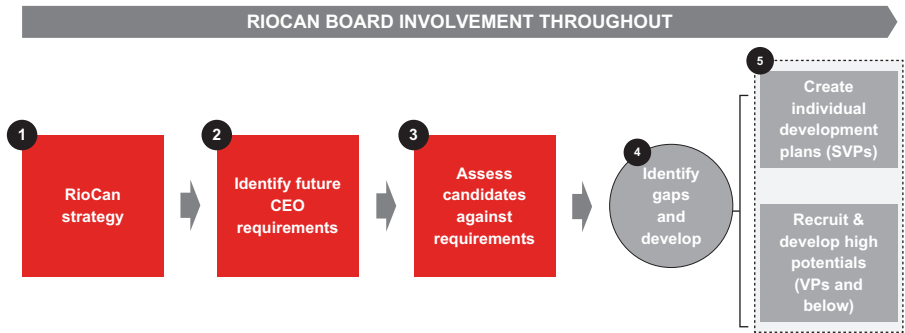 RIOCAN BOARD INVOLVEMENT THROUGHOUT
1
RioCan
strategy
2
Identify future
CEO
requirements
3
Assess
candidates
against
requirements
4
Identify
gaps
and
develop
5
Create
individual
development
plans (SVPs)
Recruit &
develop high
potentials
(VPs and
below)